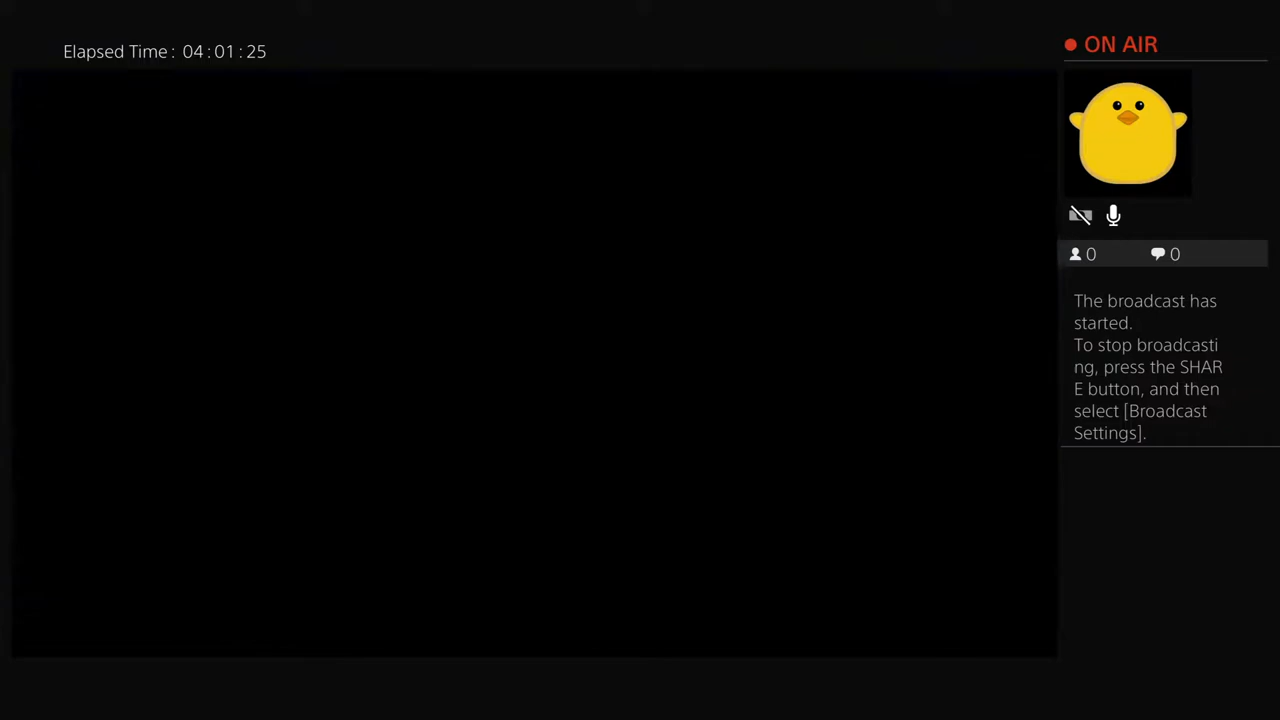 Elapsed Time: 04:01:25
ON AIR
0 0
The broadcast has
started.
To stop broadcasti
ng, press the SHAR
E button, and then
select [Broadcast
Settings].